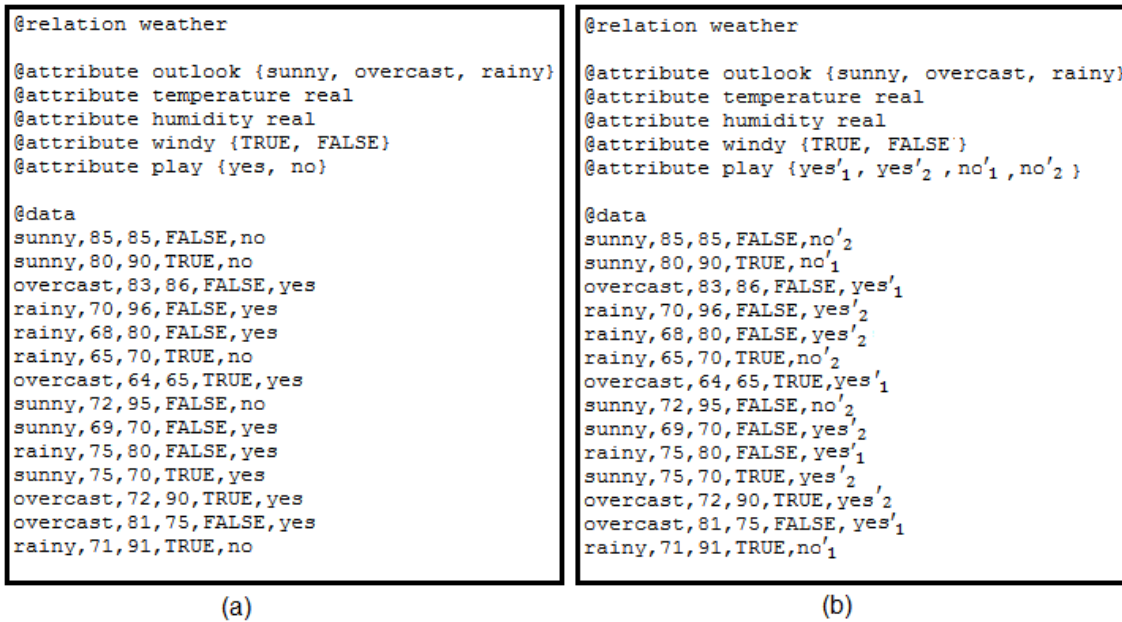 @relation weather
@attribute outlook {sunny, overcast, rainy}
@attribute temperature real
@attribute humidity real
@attribute windy {TRUE, FALSE}
@attribute play {yes, no}
@data
sunny,85,85,FALSE,no
sunny,80,90,TRUE,no
overcast,83,86,FALSE,yes
rainy,70,96,FALSE,yes
rainy,68,80,FALSE,yes
rainy,65,70,TRUE,no
overcast,64,65,TRUE,yes
sunny,72,95,FALSE,no
sunny,69,70,FALSE,yes
rainy,75,80,FALSE,yes
sunny,75,70,TRUE,yes
overcast,72,90,TRUE,yes
overcast,81,75,FALSE,yes
rainy,71,91,TRUE,no
(a)
@relation weather
@attribute outlook {sunny, overcast, rainy}
@attribute temperature real
@attribute humidity real
@attribute windy {TRUE, FALSE}
@attribute play {yes′₁, yes′₂ ,no′₁ ,no′₂ }
@data
sunny,85,85,FALSE,no′₂
sunny,80,90,TRUE,no′₁
overcast,83,86,FALSE,yes′₁
rainy,70,96,FALSE,yes′₂
rainy,68,80,FALSE,yes′₂
rainy,65,70,TRUE,no′₂
overcast,64,65,TRUE,yes′₁
sunny,72,95,FALSE,no′₂
sunny,69,70,FALSE,yes′₂
rainy,75,80,FALSE,yes′₁
sunny,75,70,TRUE,yes′₂
overcast,72,90,TRUE,yes′₂
overcast,81,75,FALSE, yes′₁
rainy,71,91,TRUE,no′₁
(b)